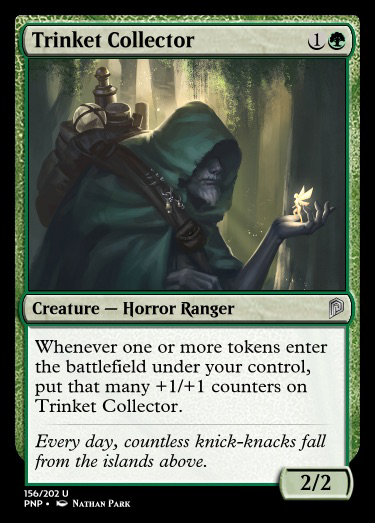 Trinket Collector 1
Creature — Horror Ranger
Whenever one or more tokens enter
the battlefield under your control,
put that many +1/+1 counters on
Trinket Collector.
Every day, countless knick-knacks fall
from the islands above.
2/2
156/202 U
PNP • Nathan Park